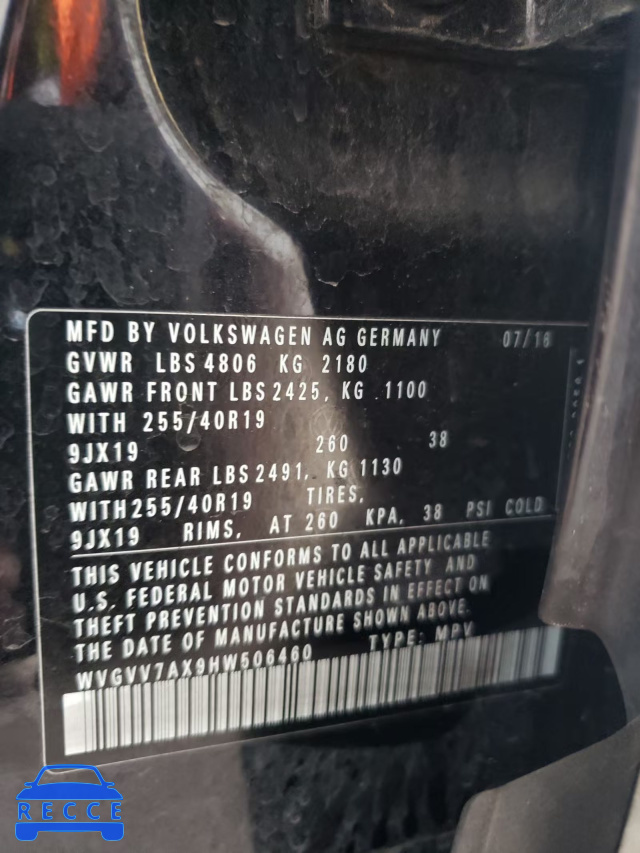 MFD BY VOLKSWAGEN AG GERMANY 07/16
GVWR LBS 4806 KG 2180
GAWR FRONT LBS 2425, KG 1100
WITH 255/40R19
9JX19 260 38
GAWR REAR LBS 2491, KG 1130
WITH 255/40R19 TIRES,
9JX19 RIMS, AT 260 KPA, 38 PSI COLD
THIS VEHICLE CONFORMS TO ALL APPLICABLE
U.S. FEDERAL MOTOR VEHICLE SAFETY AND
THEFT PREVENTION STANDARDS IN EFFECT ON
THE DATE OF MANUFACTURE SHOWN ABOVE.
WVGVV7AX9HW506460 TYPE: MPV
RECCE